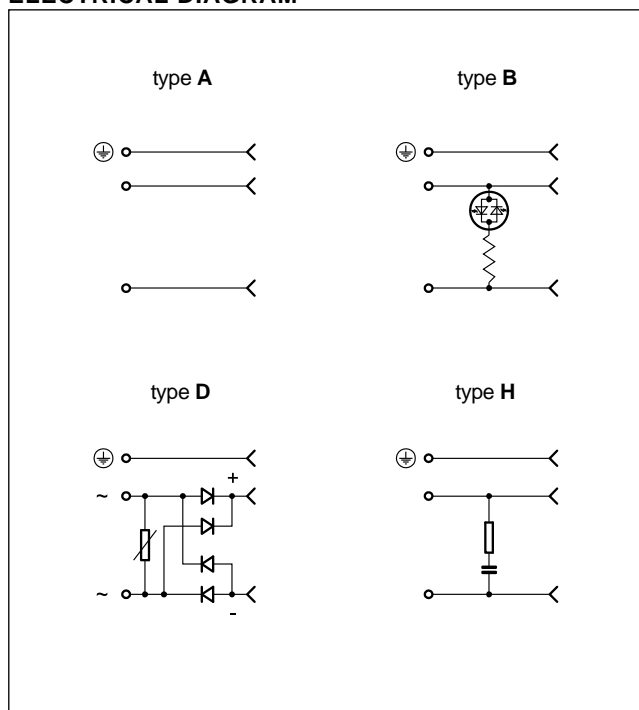 ELECTRICAL DIAGRAM
type A
type B
type D
type H
+
~
~
-